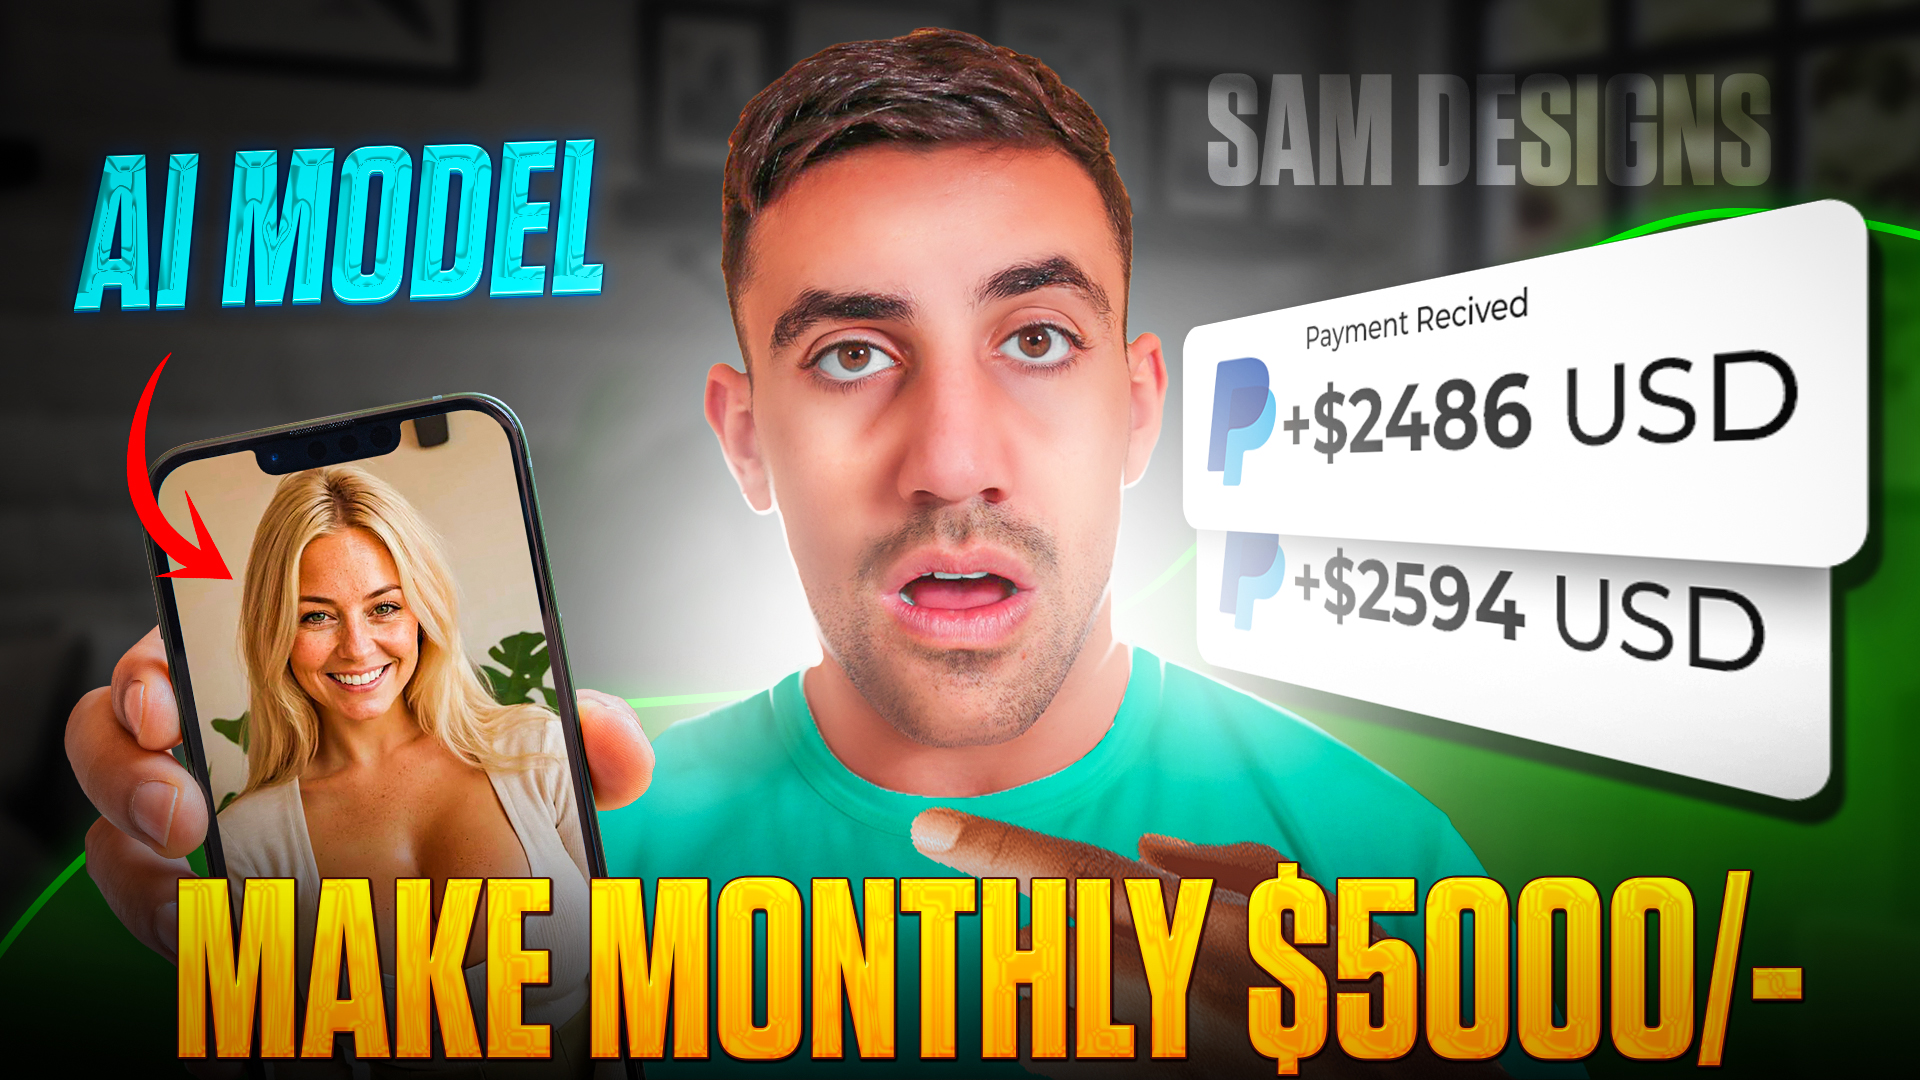 SAM DESIGNS
AI MODEL
Payment Recived
+$2486 USD
+$2594 USD
MAKE MONTHLY $5000/-